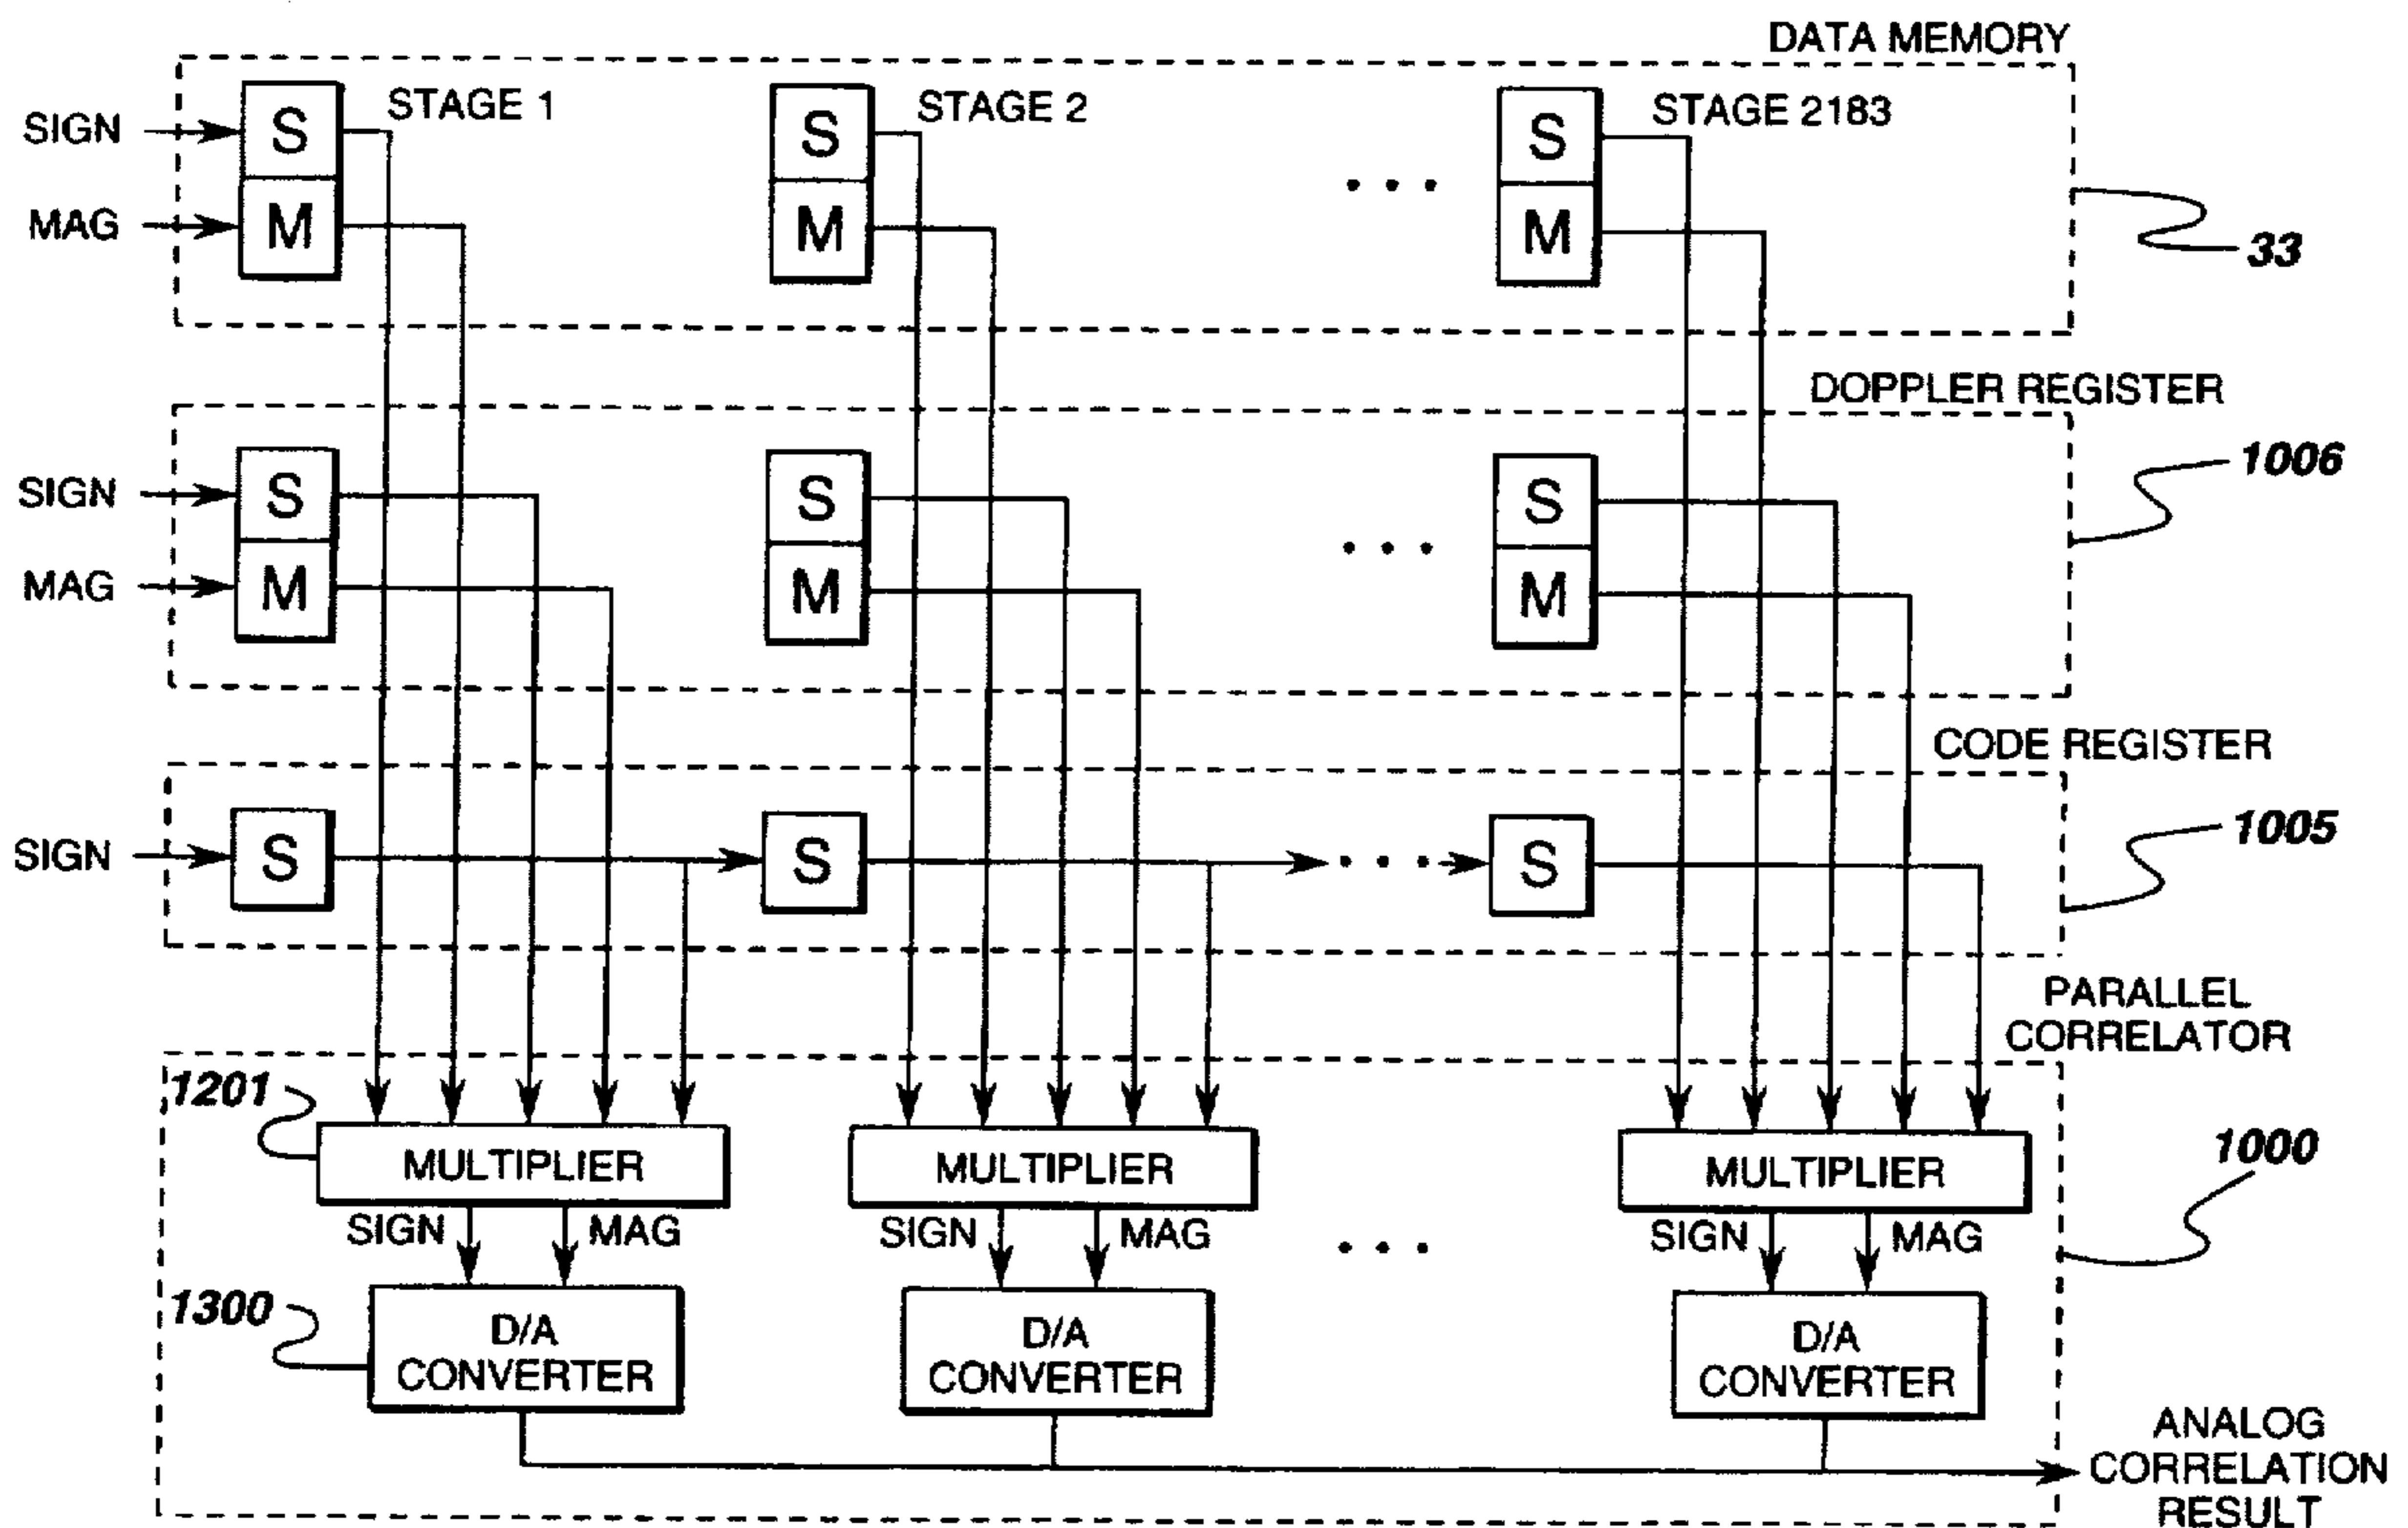 DATA MEMORY
SIGN
S
STAGE 1
S
STAGE 2
S
STAGE 2183
MAG
M
M
. . .
M
33
DOPPLER REGISTER
1006
SIGN
S
S
S
MAG
M
M
. . .
M
CODE REGISTER
1005
SIGN
S
S
. . .
S
PARALLEL
CORRELATOR
1201
1000
MULTIPLIER
MULTIPLIER
MULTIPLIER
SIGN
MAG
SIGN
MAG
. . .
SIGN
MAG
1300
D/A
CONVERTER
D/A
CONVERTER
D/A
CONVERTER
ANALOG
CORRELATION
RESULT